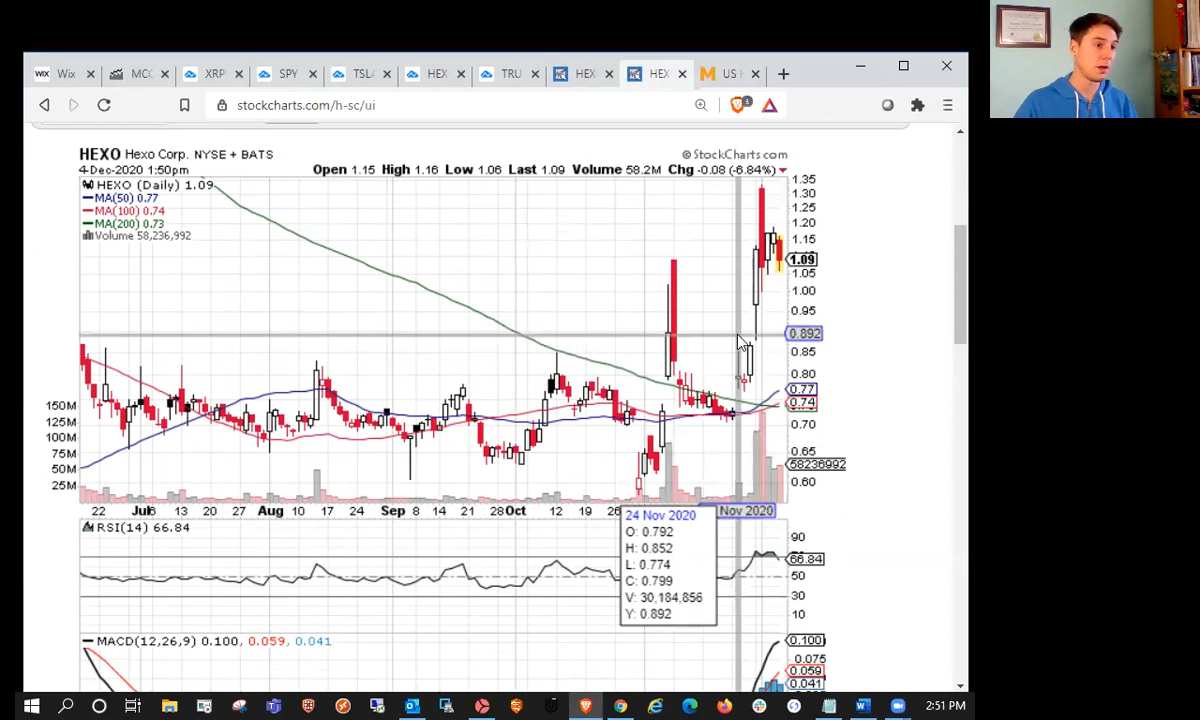 Wix MCC XRP SPY TSLA HEX TRU HEX HEX US H
stockcharts.com/h-sc/ui
HEXO Hexo Corp. NYSE + BATS
© StockCharts.com
4-Dec-2020 1:50pm
Open 1.15 High 1.16 Low 1.06 Last 1.09 Volume 58.2M Chg -0.08 (-6.84%)
HEXO (Daily) 1.09
MA(50) 0.77
MA(100) 0.74
MA(200) 0.73
Volume 58,236,992
1.35
1.30
1.25
1.20
1.15
1.09
1.05
1.00
0.95
0.892
0.85
0.80
0.77
0.74
0.70
0.65
58236992
0.60
150M
125M
100M
75M
50M
25M
22 Jul 6 13 20 27 Aug 10 17 24 Sep 8 14 21 28 Oct 12 19 26 Nov 2020
24 Nov 2020
O: 0.792
H: 0.852
L: 0.774
C: 0.799
V: 30,184,856
Y: 0.892
RSI(14) 66.84
90
66.84
50
30
10
MACD(12,26,9) 0.100, 0.059, 0.041
0.100
0.075
0.059
0.041
2:51 PM